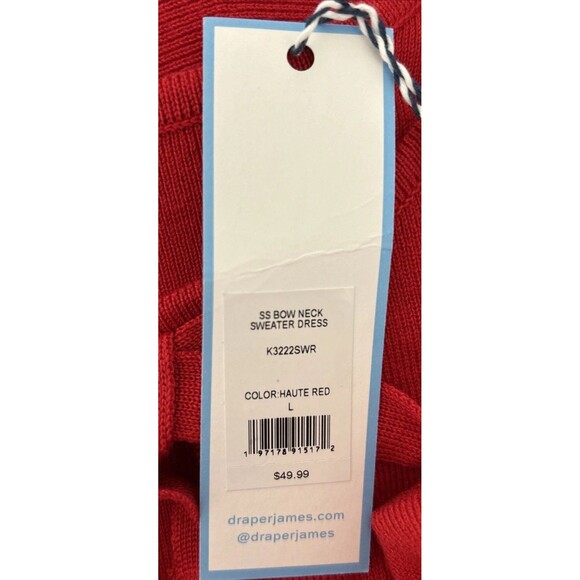 SS BOW NECK
SWEATER DRESS
K3222SWR
COLOR:HAUTE RED
L
1 97178 91517 2
$49.99
draperjames.com
@draperjames